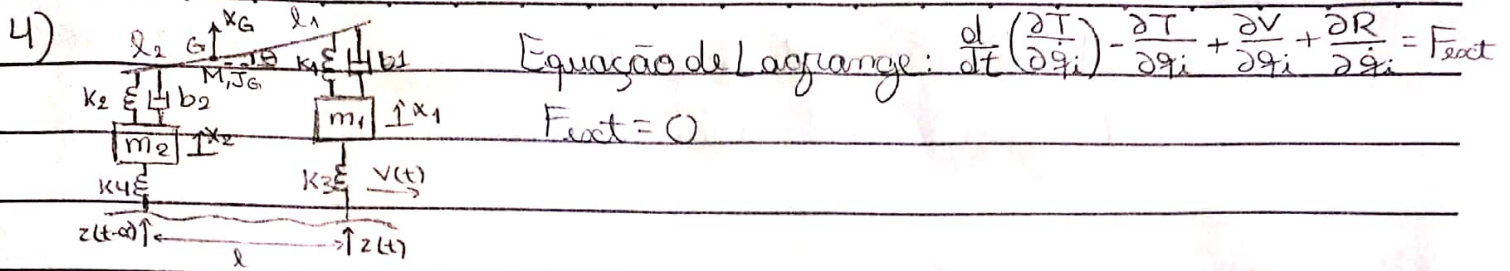 4) Equação de Lagrange: d/dt (∂T/∂q̇i) - ∂T/∂qi + ∂V/∂qi + ∂R/∂q̇i = Fext
Fext = 0
l1
xG
l2
G
θ
M, JG
K1
b1
K2
b2
m1
x1
m2
x2
K4
K3
V(t)
z(t-α)
z(t)
l